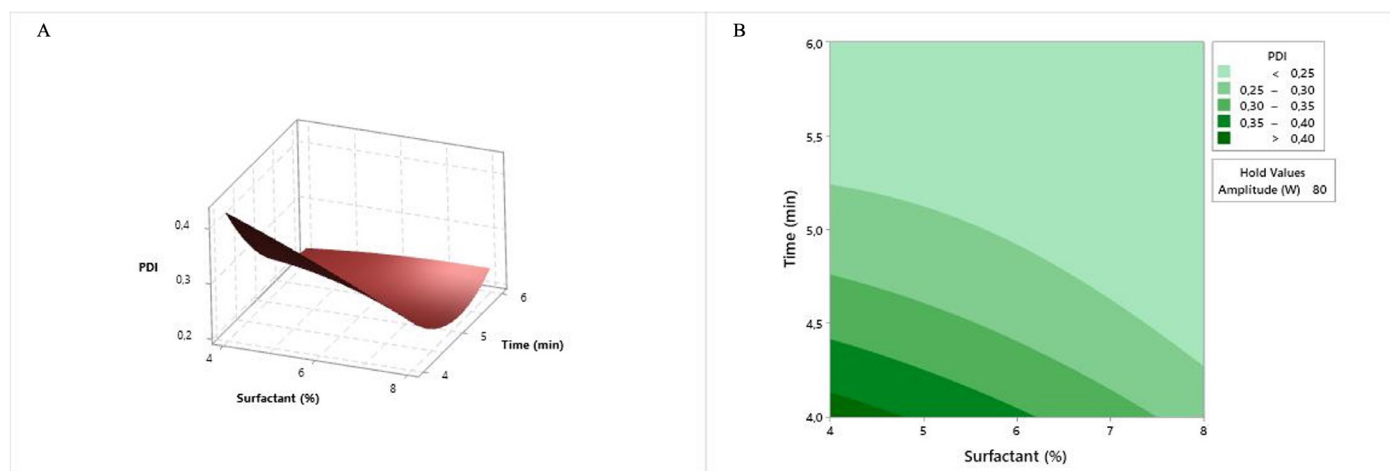 A
0,4
PDI
0,3
0,2
4
6
8
Surfactant (%)
4
5
6
Time (min)
B
6,0
5,5
5,0
4,5
4,0
Time (min)
4
5
6
7
8
Surfactant (%)
PDI
< 0,25
0,25 – 0,30
0,30 – 0,35
0,35 – 0,40
> 0,40
Hold Values
Amplitude (W) 80